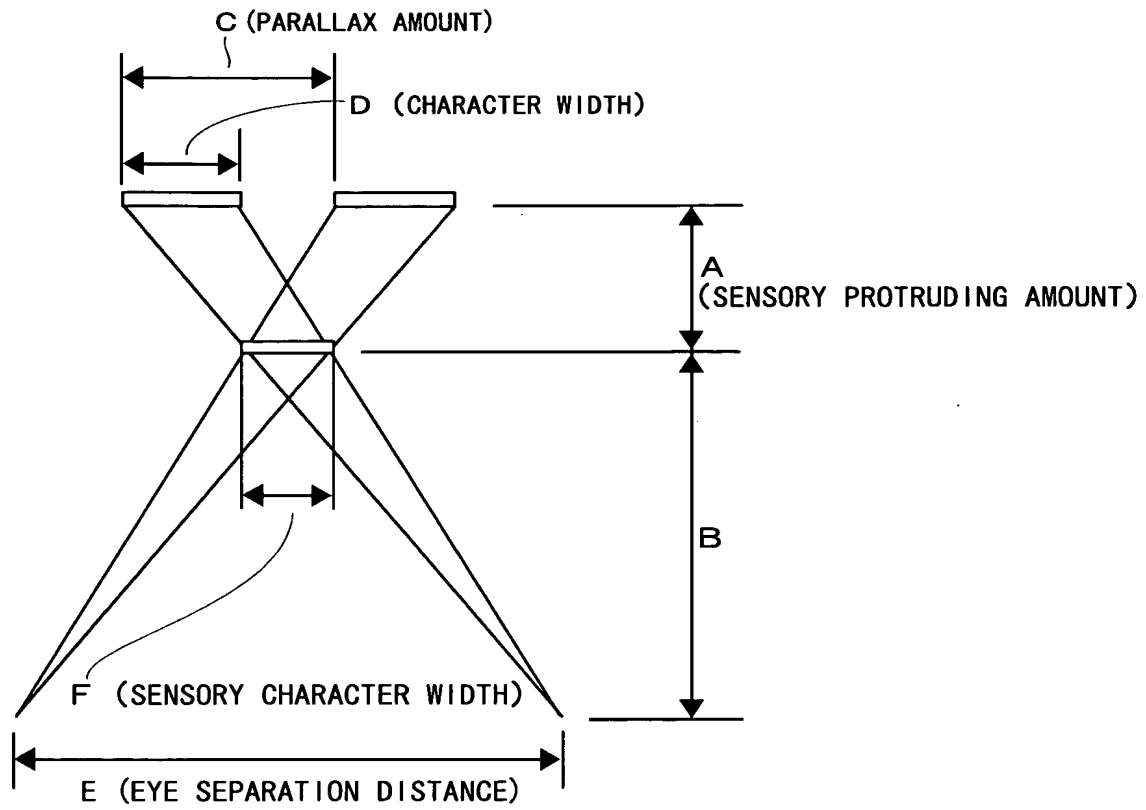 C (PARALLAX AMOUNT)
D (CHARACTER WIDTH)
A
(SENSORY PROTRUDING AMOUNT)
B
F (SENSORY CHARACTER WIDTH)
E (EYE SEPARATION DISTANCE)